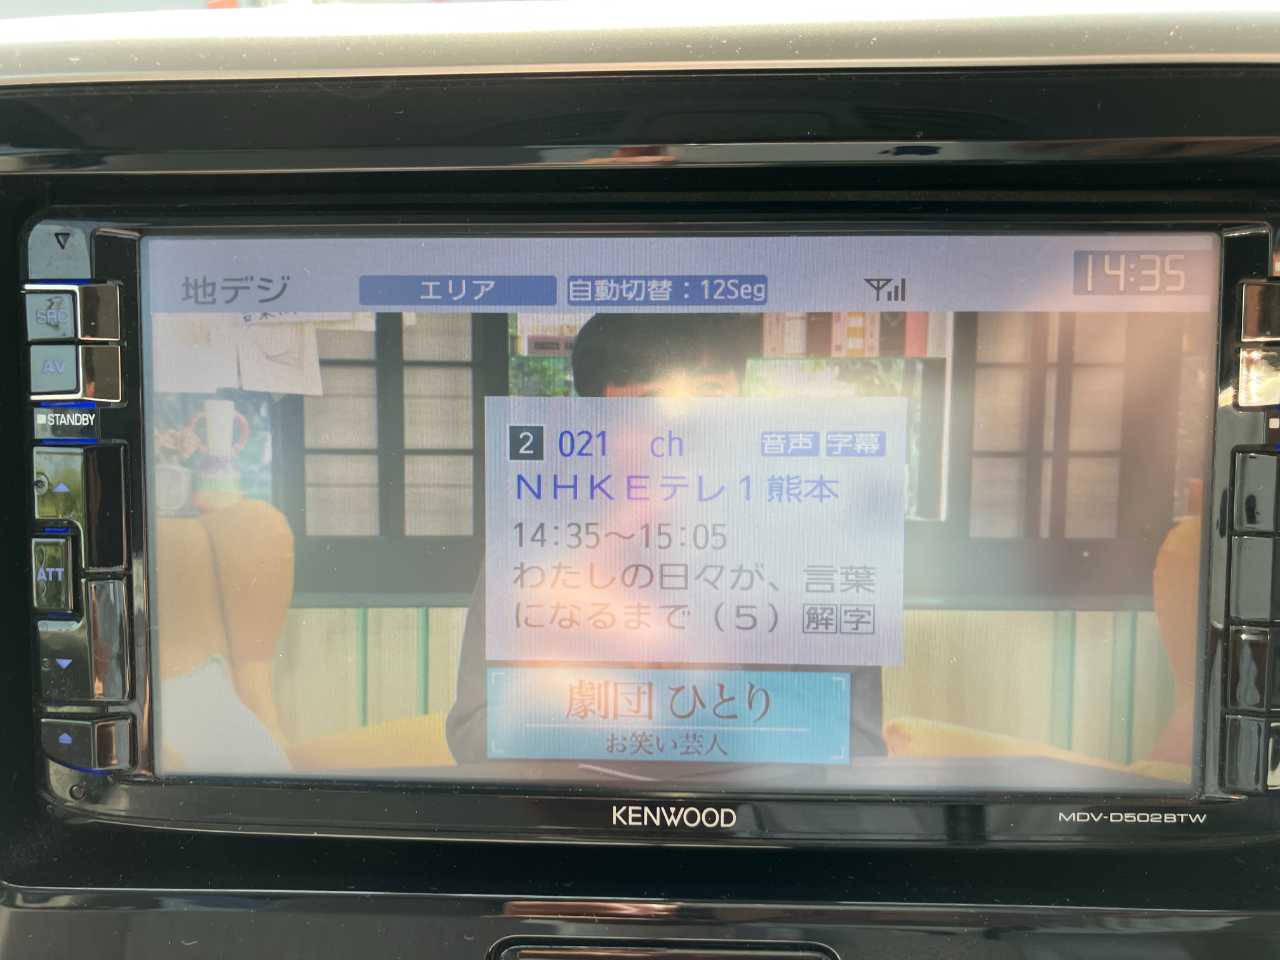 地デジ エリア 自動切替：12Seg 14:35
SRC
AV
STANDBY
ATT
2 021 ch 音声 字幕
ＮＨＫＥテレ１熊本
14:35～15:05
わたしの日々が、言葉
になるまで（５）解字
劇団ひとり
お笑い芸人
KENWOOD
MDV-D502BTW